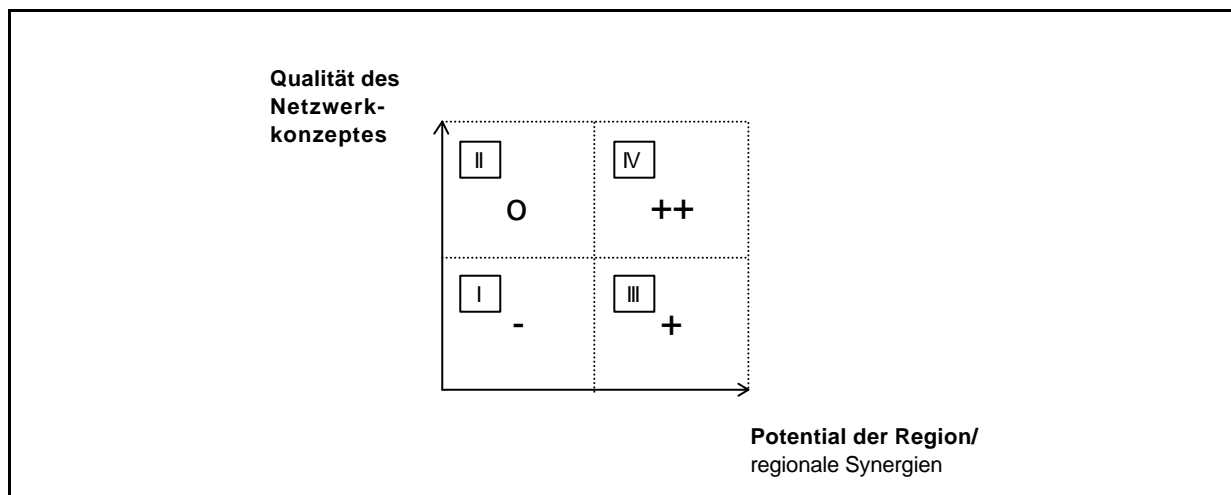 Qualität des
Netzwerk-
konzeptes
II
IV
o
++
I
III
-
+
Potential der Region/
regionale Synergien